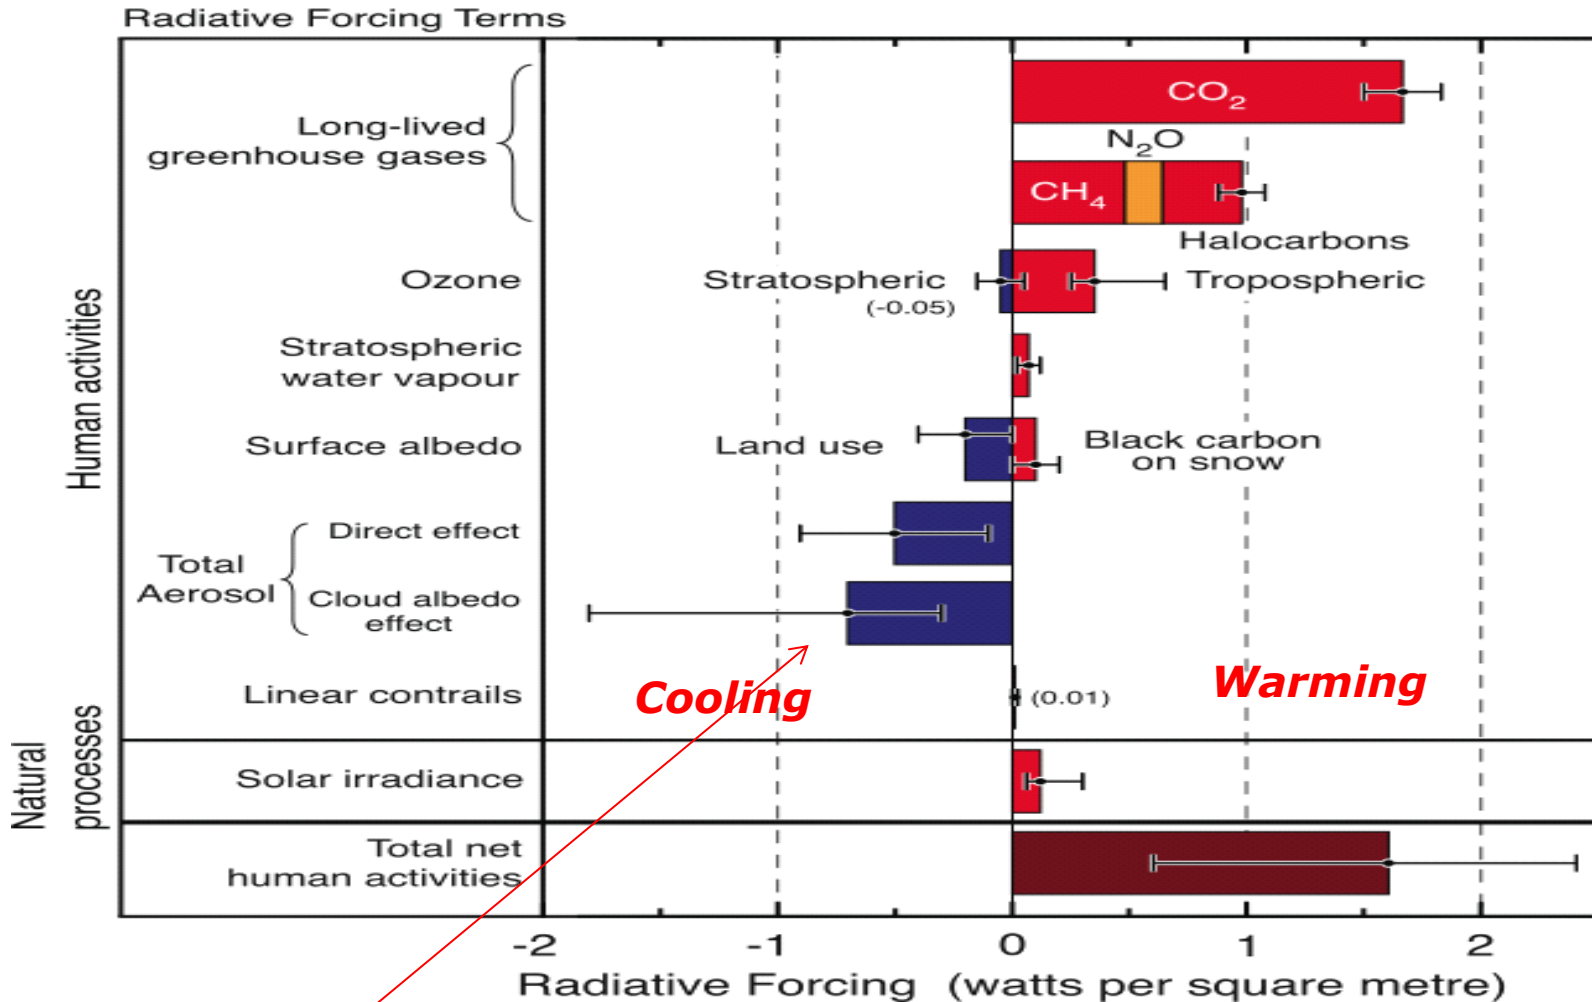 Radiative Forcing Terms
CO2
Long-lived
greenhouse gases
N2O
CH4
Halocarbons
Human activities
Ozone
Stratospheric
(-0.05)
Tropospheric
Stratospheric
water vapour
Surface albedo
Land use
Black carbon
on snow
Total
Aerosol
Direct effect
Cloud albedo
effect
Cooling
Warming
Linear contrails
(0.01)
Natural
processes
Solar irradiance
Total net
human activities
-2 -1 0 1 2
Radiative Forcing (watts per square metre)